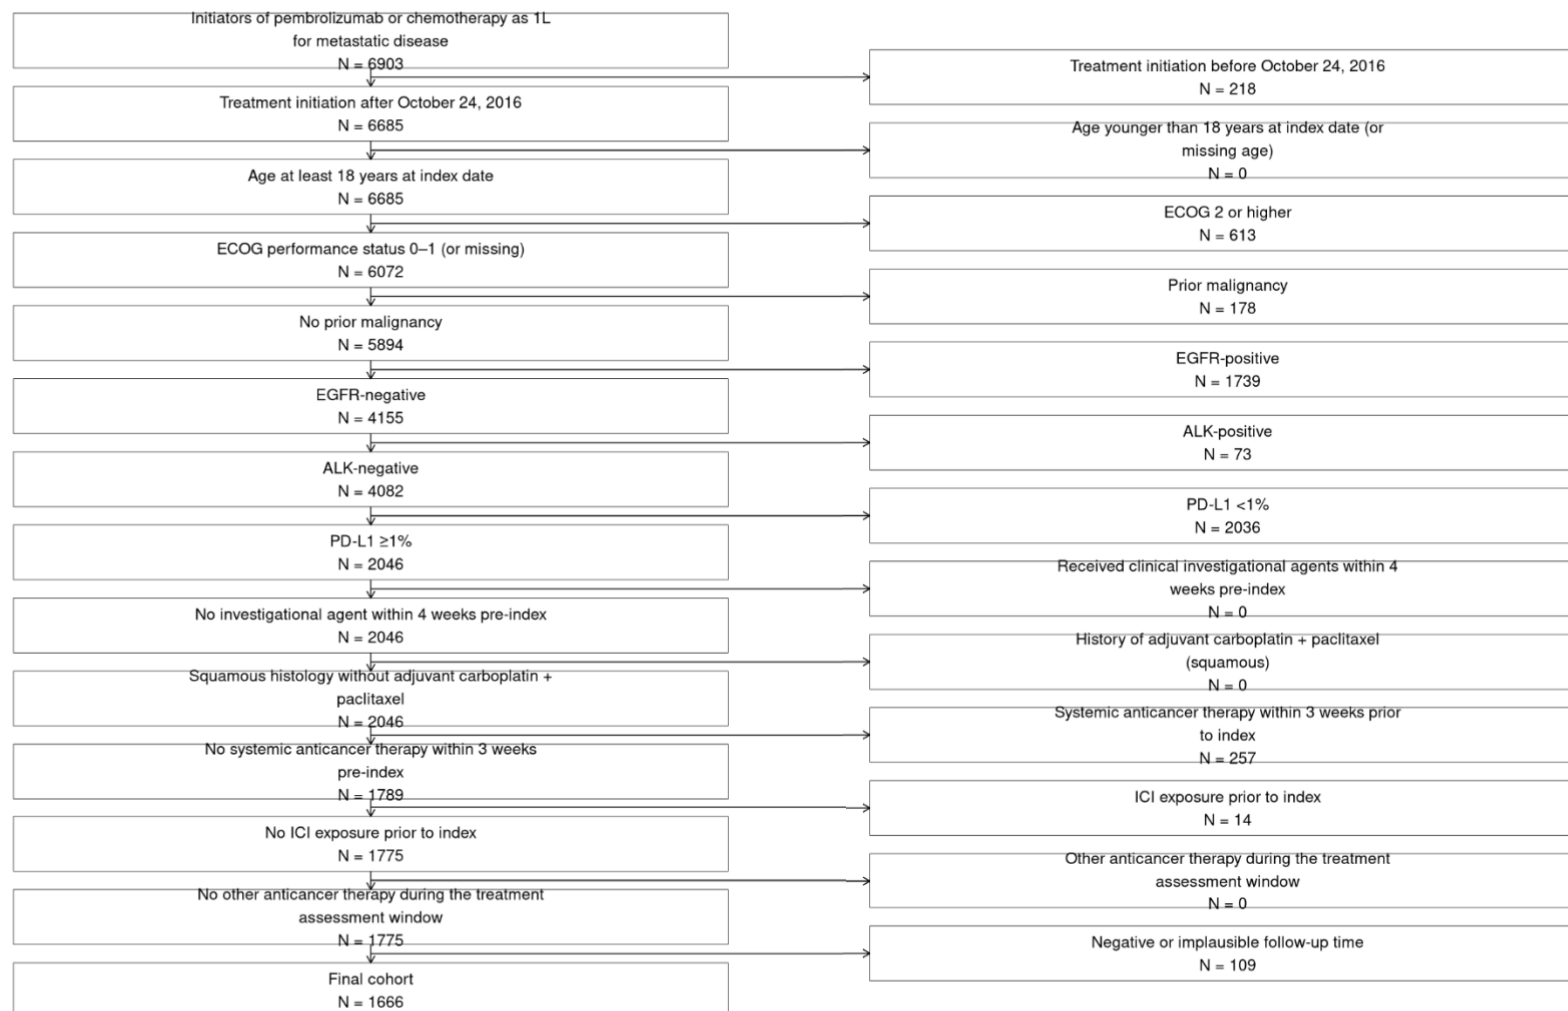 Initiators of pembrolizumab or chemotherapy as 1L
for metastatic disease
N = 6903
Treatment initiation before October 24, 2016
N = 218
Treatment initiation after October 24, 2016
N = 6685
Age younger than 18 years at index date (or
missing age)
N = 0
Age at least 18 years at index date
N = 6685
ECOG 2 or higher
N = 613
ECOG performance status 0–1 (or missing)
N = 6072
Prior malignancy
N = 178
No prior malignancy
N = 5894
EGFR-positive
N = 1739
EGFR-negative
N = 4155
ALK-positive
N = 73
ALK-negative
N = 4082
PD-L1 <1%
N = 2036
PD-L1 ≥1%
N = 2046
Received clinical investigational agents within 4
weeks pre-index
N = 0
No investigational agent within 4 weeks pre-index
N = 2046
History of adjuvant carboplatin + paclitaxel
(squamous)
N = 0
Squamous histology without adjuvant carboplatin +
paclitaxel
N = 2046
Systemic anticancer therapy within 3 weeks prior
to index
N = 257
No systemic anticancer therapy within 3 weeks
pre-index
N = 1789
ICI exposure prior to index
N = 14
No ICI exposure prior to index
N = 1775
Other anticancer therapy during the treatment
assessment window
N = 0
No other anticancer therapy during the treatment
assessment window
N = 1775
Negative or implausible follow-up time
N = 109
Final cohort
N = 1666